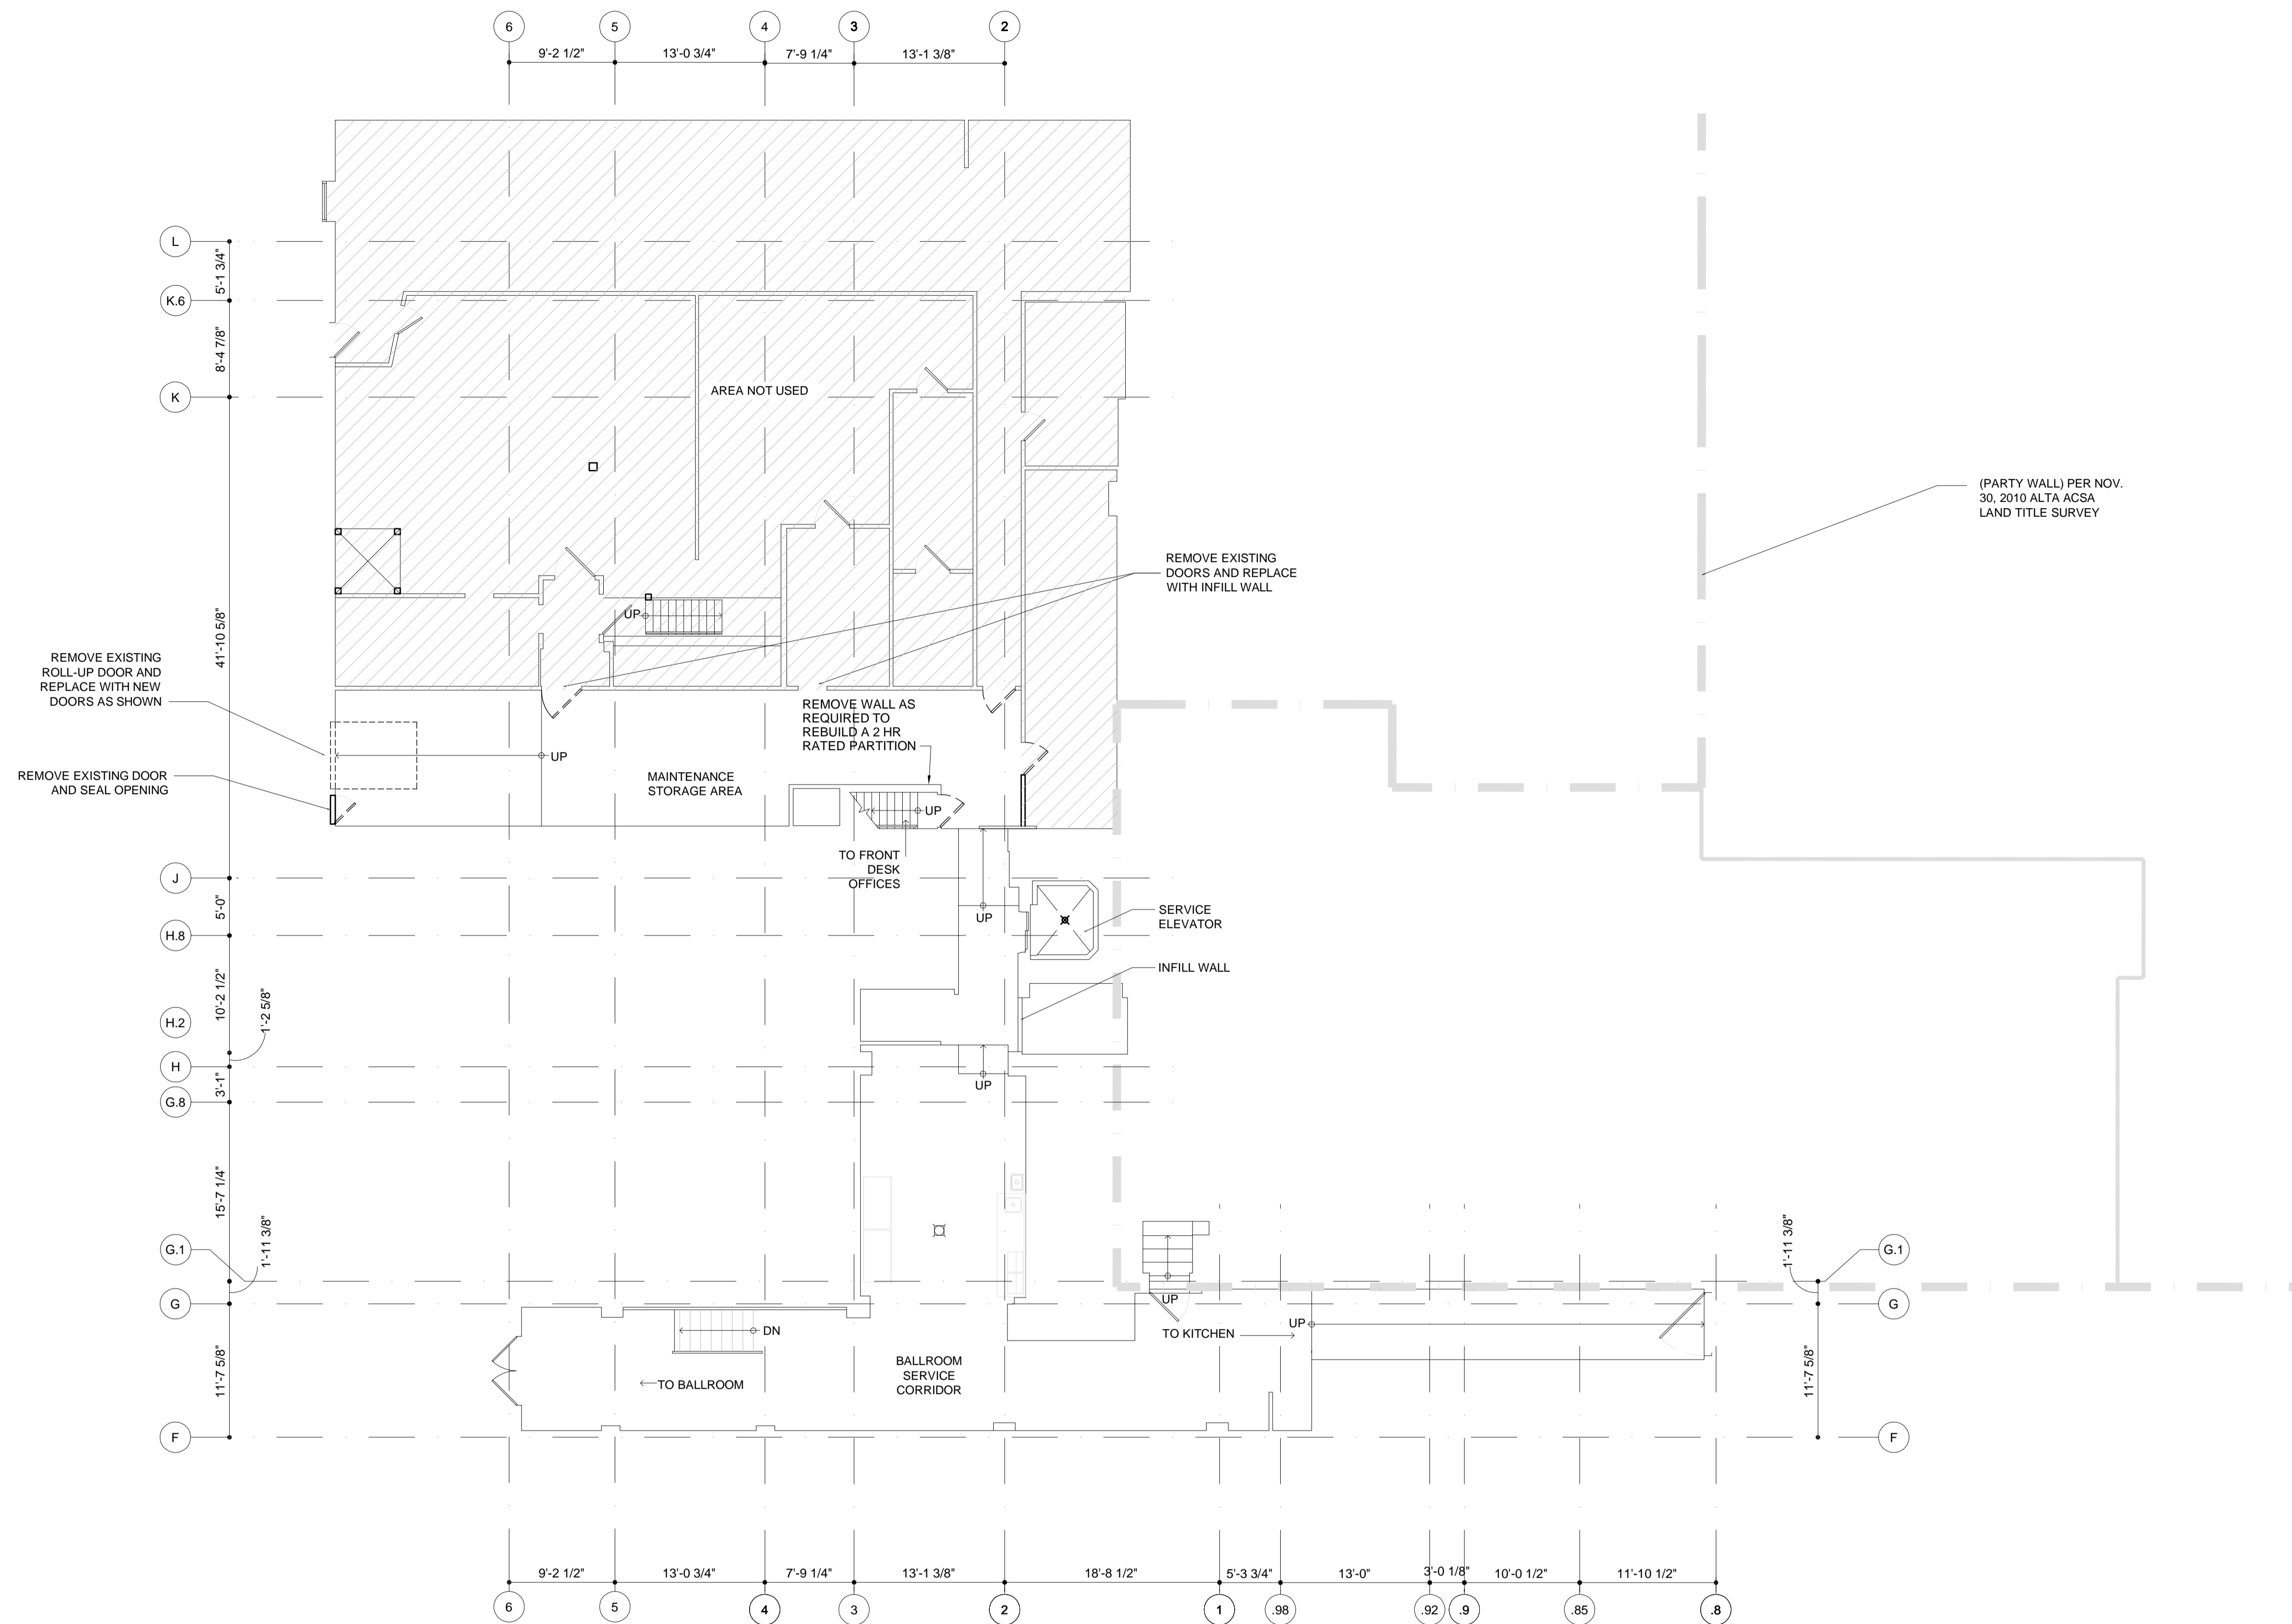 6 5 4 3 2
9'-2 1/2" 13'-0 3/4" 7'-9 1/4" 13'-1 3/8"
L
5'-1 3/4"
K.6
8'-4 7/8"
K
AREA NOT USED
(PARTY WALL) PER NOV.
30, 2010 ALTA ACSA
LAND TITLE SURVEY
REMOVE EXISTING
DOORS AND REPLACE
WITH INFILL WALL
UP
41'-10 5/8"
REMOVE EXISTING
ROLL-UP DOOR AND
REPLACE WITH NEW
DOORS AS SHOWN
REMOVE WALL AS
REQUIRED TO
REBUILD A 2 HR
RATED PARTITION
UP
REMOVE EXISTING DOOR
AND SEAL OPENING
MAINTENANCE
STORAGE AREA
UP
TO FRONT
DESK
OFFICES
J
5'-0"
UP
SERVICE
ELEVATOR
H.8
INFILL WALL
10'-2 1/2"
1'-2 5/8"
H.2
H
3'-1"
UP
G.8
15'-7 1/4"
1'-11 3/8"
G.1
1'-11 3/8"
G.1
G
G
UP
UP
DN
TO KITCHEN
BALLROOM
SERVICE
CORRIDOR
TO BALLROOM
11'-7 5/8"
11'-7 5/8"
F
F
9'-2 1/2" 13'-0 3/4" 7'-9 1/4" 13'-1 3/8" 18'-8 1/2" 5'-3 3/4" 13'-0" 3'-0 1/8" 10'-0 1/2" 11'-10 1/2"
6 5 4 3 2 1 .98 .92 .9 .85 .8